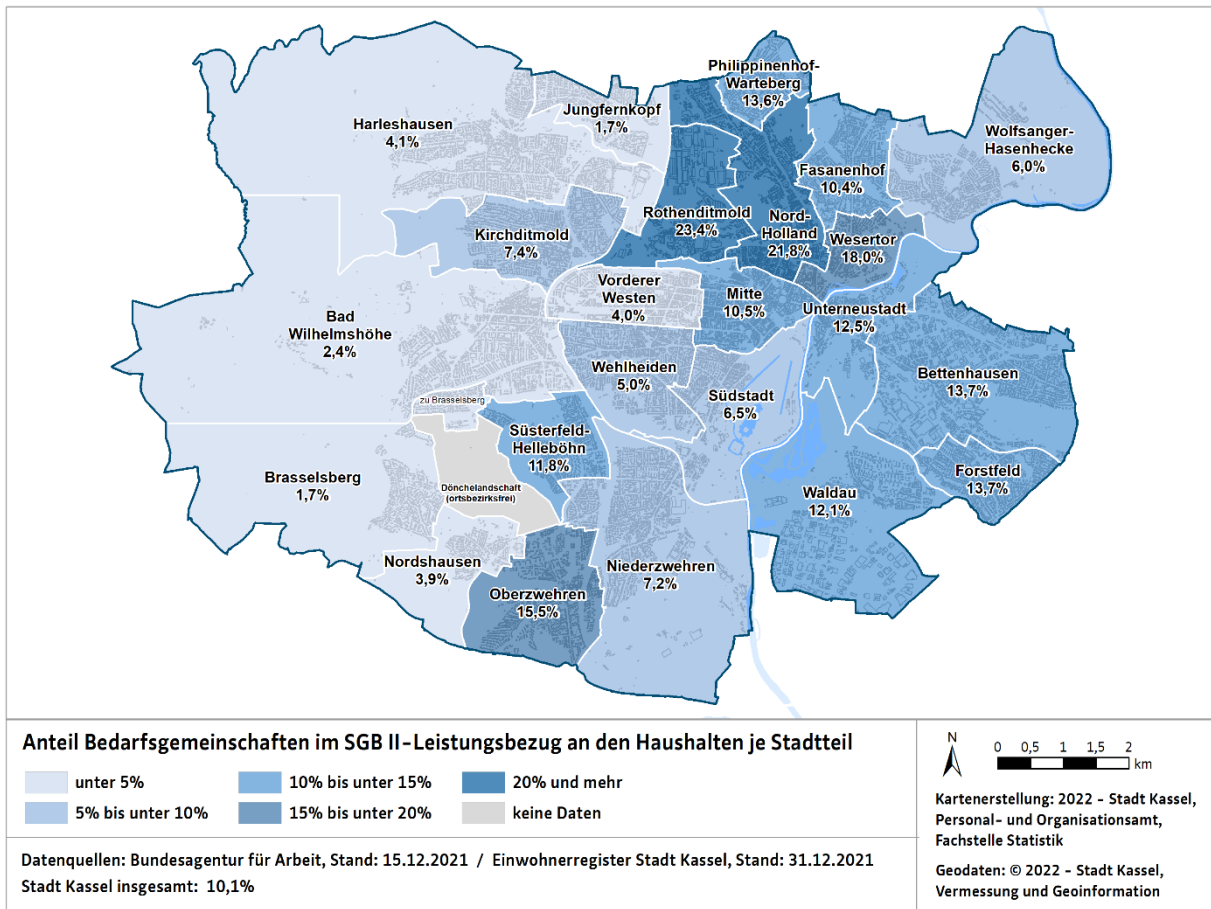 Philippinenhof-
Warteberg
13,6%
Jungfernkopf
1,7%
Harleshausen
4,1%
Wolfsanger-
Hasenhecke
6,0%
Fasanenhof
10,4%
Rothenditmold
23,4%
Nord-
Holland
21,8%
Kirchditmold
7,4%
Wesertor
18,0%
Vorderer
Westen
4,0%
Mitte
10,5%
Unterneustadt
12,5%
Bad
Wilhelmshöhe
2,4%
Wehlheiden
5,0%
Bettenhausen
13,7%
Südstadt
6,5%
zu Brasselsberg
Süsterfeld-
Helleböhn
11,8%
Brasselsberg
1,7%
Dönchelandschaft
(ortsbezirksfrei)
Forstfeld
13,7%
Waldau
12,1%
Nordshausen
3,9%
Niederzwehren
7,2%
Oberzwehren
15,5%
Anteil Bedarfsgemeinschaften im SGB II-Leistungsbezug an den Haushalten je Stadtteil
unter 5%
10% bis unter 15%
20% und mehr
5% bis unter 10%
15% bis unter 20%
keine Daten
Datenquellen: Bundesagentur für Arbeit, Stand: 15.12.2021 / Einwohnerregister Stadt Kassel, Stand: 31.12.2021
Stadt Kassel insgesamt: 10,1%
N
0 0,5 1 1,5 2
km
Kartenerstellung: 2022 - Stadt Kassel,
Personal- und Organisationsamt,
Fachstelle Statistik
Geodaten: © 2022 - Stadt Kassel,
Vermessung und Geoinformation